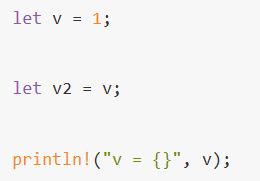 let v = 1;
let v2 = v;
println!("v = {}", v);